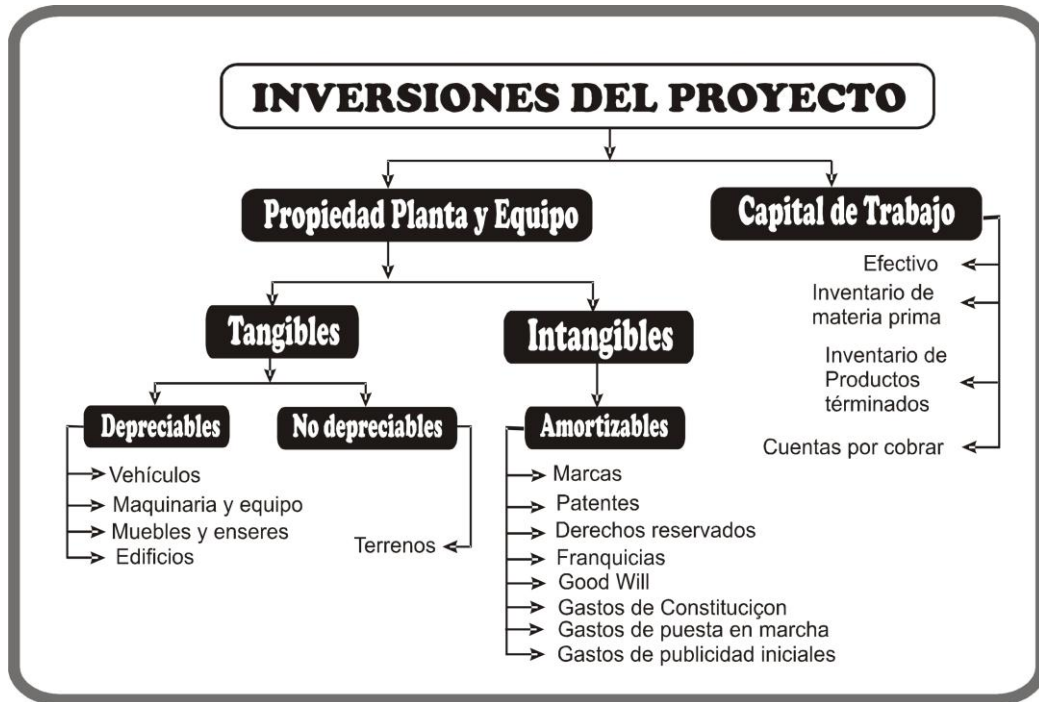 INVERSIONES DEL PROYECTO
Propiedad Planta y Equipo
Capital de Trabajo
Efectivo
Inventario de
materia prima
Inventario de
Productos
términados
Cuentas por cobrar
Tangibles
Intangibles
Depreciables
No depreciables
Amortizables
Vehículos
Maquinaria y equipo
Muebles y enseres
Edificios
Terrenos
Marcas
Patentes
Derechos reservados
Franquicias
Good Will
Gastos de Constituciçon
Gastos de puesta en marcha
Gastos de publicidad iniciales